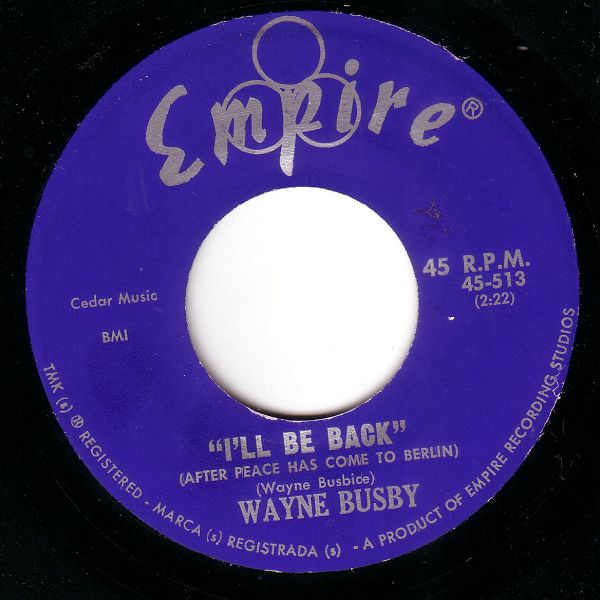 Empire®
45 R.P.M.
45-513
(2:22)
Cedar Music
BMI
"I'LL BE BACK"
(AFTER PEACE HAS COME TO BERLIN)
(Wayne Busbice)
WAYNE BUSBY
TMK (s) ® REGISTERED - MARCA (s) REGISTRADA (s) - A PRODUCT OF EMPIRE RECORDING STUDIOS